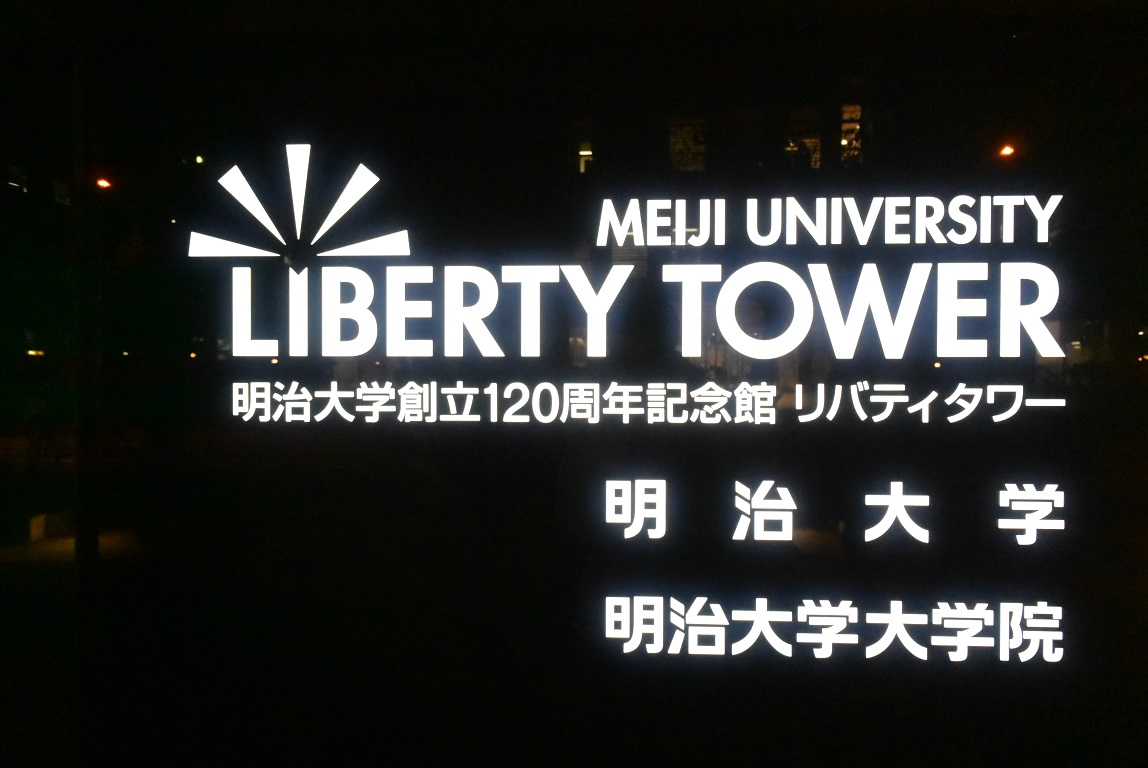 MEIJI UNIVERSITY
LIBERTY TOWER
明治大学創立120周年記念館 リバティタワー
明治大学
明治大学大学院